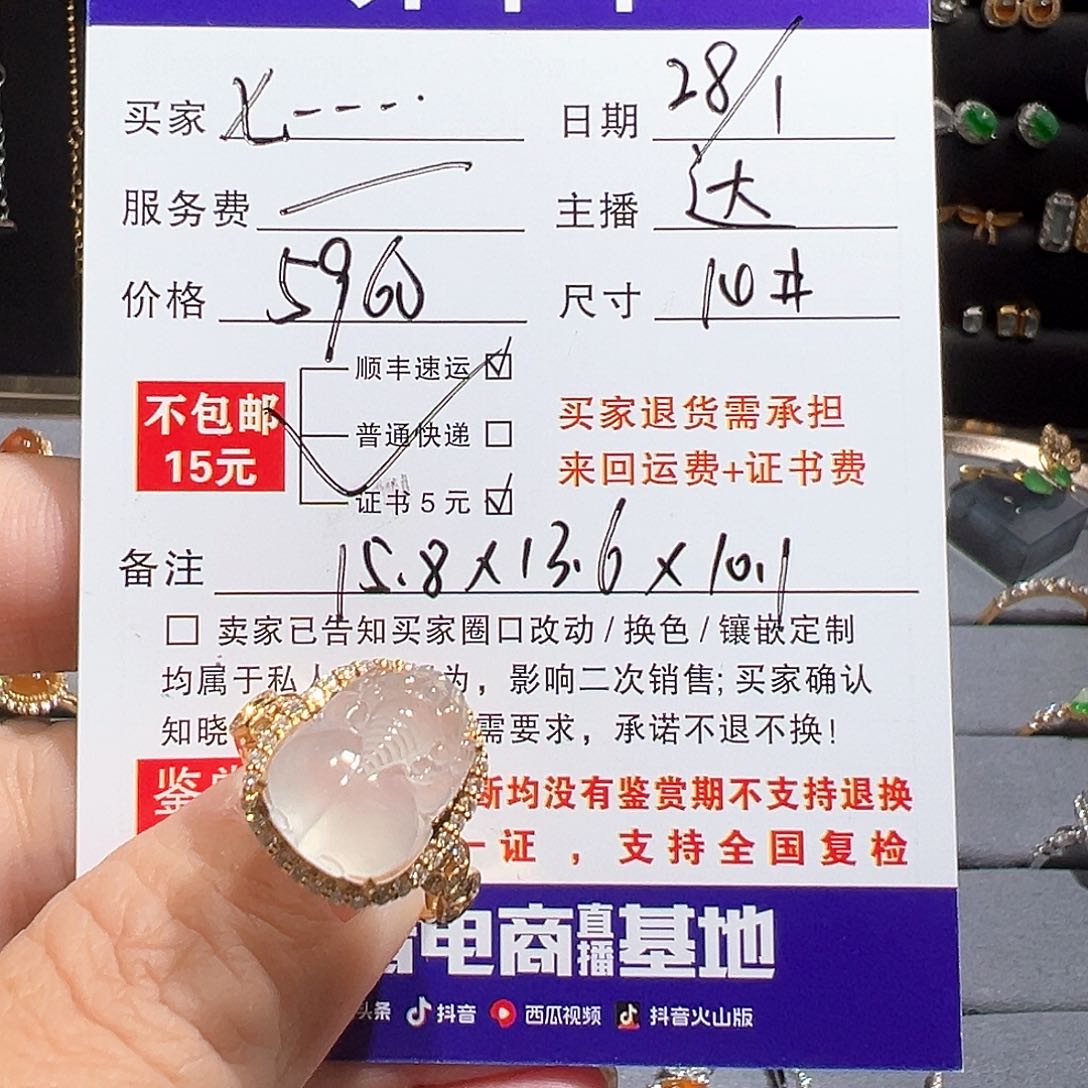 买家 X.----· 日期 28/1
服务费 主播 达
价格 5960 尺寸 10#
顺丰速运 ☑
不包邮
15元
普通快递 □
证书5元 ☑
买家退货需承担
来回运费+证书费
备注 15.8×13.6×10.1
□ 卖家已告知买家圈口改动/换色/镶嵌定制
均属于私人 为，影响二次销售;买家确认
知晓 需要求，承诺不退不换!
鉴赏 断均没有鉴赏期不支持退换
一证，支持全国复检
电商直播基地
头条 抖音 西瓜视频 抖音火山版